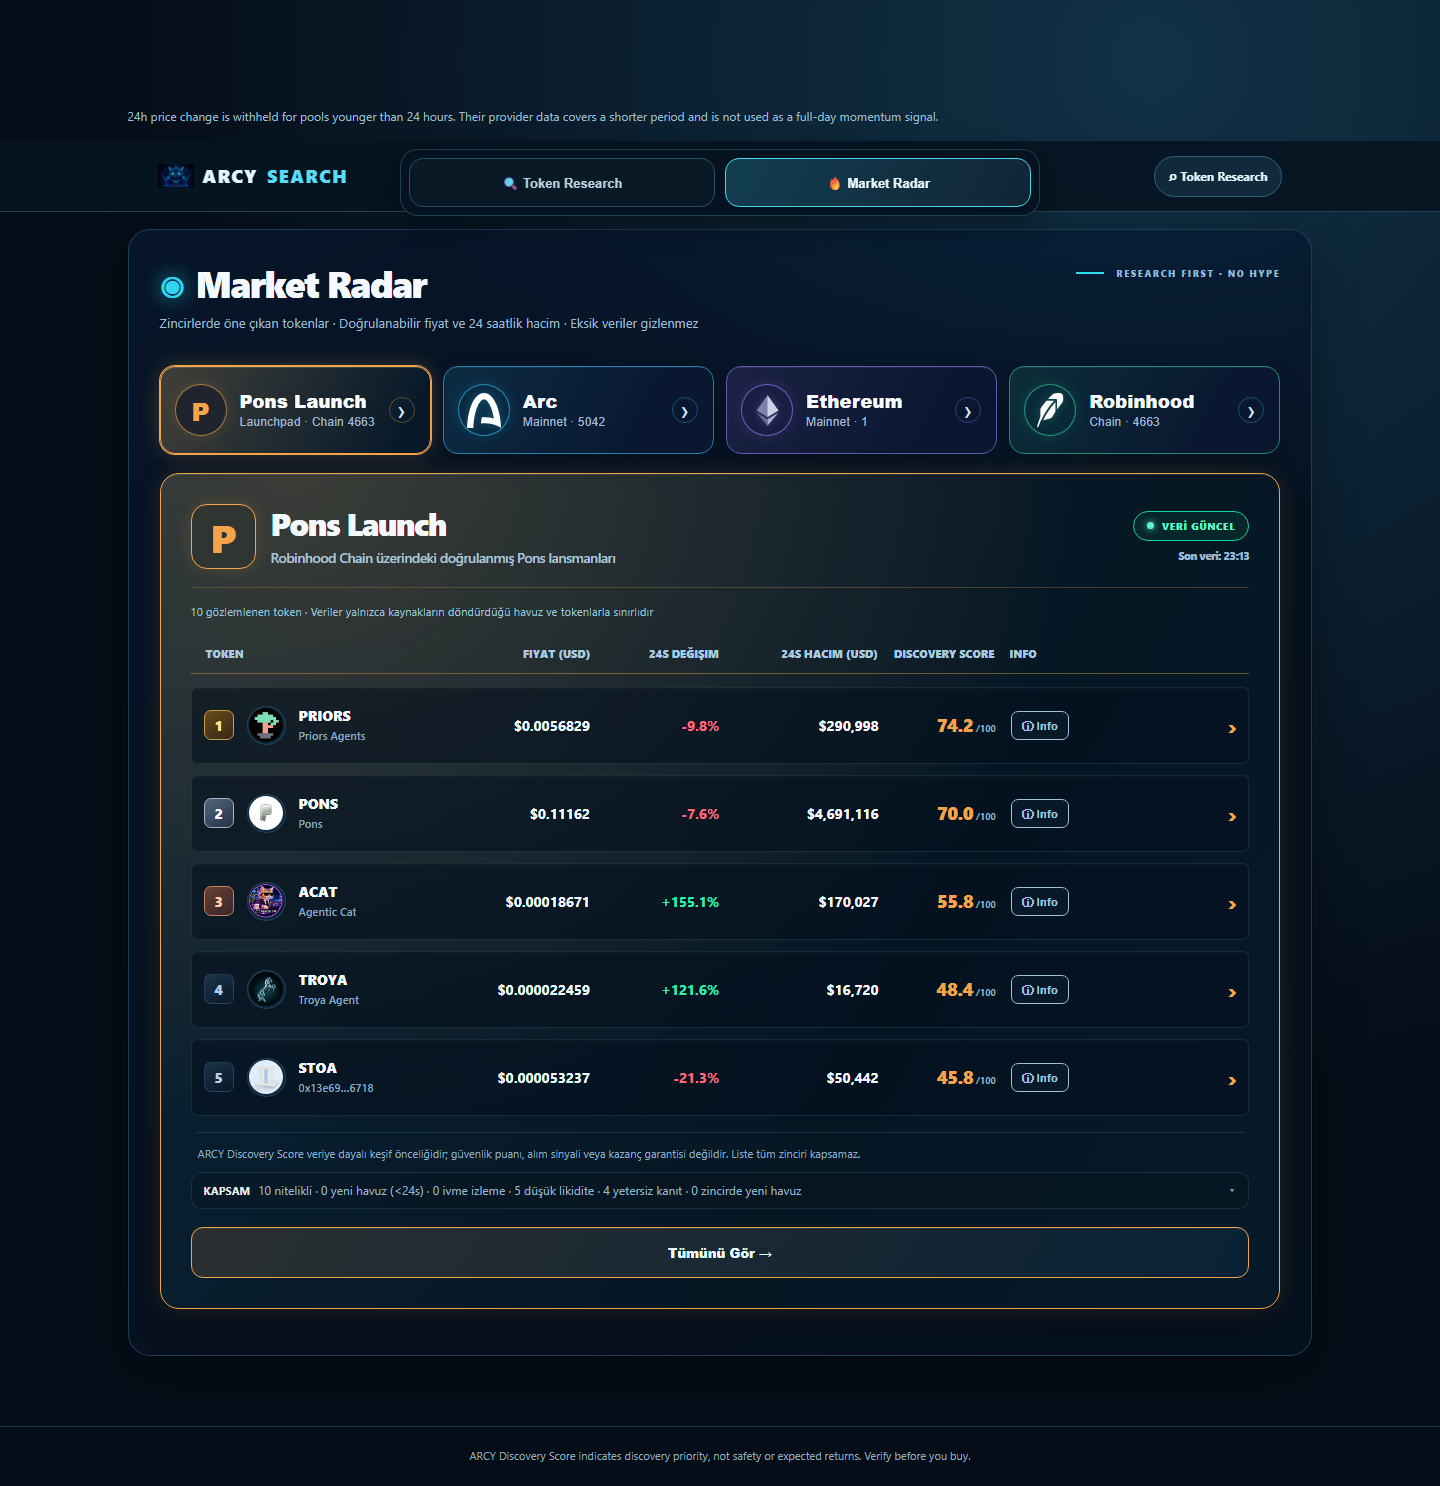 24h price change is withheld for pools younger than 24 hours. Their provider data covers a shorter period and is not used as a full-day momentum signal.
ARCY SEARCH
Token Research
Market Radar
Token Research
Market Radar
RESEARCH FIRST • NO HYPE
Zincirlerde öne çıkan tokenlar · Doğrulanabilir fiyat ve 24 saatlik hacim · Eksik veriler gizlenmez
P
Pons Launch
Launchpad · Chain 4663
Arc
Mainnet · 5042
Ethereum
Mainnet · 1
Robinhood
Chain · 4663
P
Pons Launch
Robinhood Chain üzerindeki doğrulanmış Pons lansmanları
VERİ GÜNCEL
Son veri: 23:13
10 gözlemlenen token · Veriler yalnızca kaynakların döndürdüğü havuz ve tokenlarla sınırlıdır
TOKEN FIYAT (USD) 24S DEĞİŞIM 24S HACIM (USD) DISCOVERY SCORE INFO
1 PRIORS $0.0056829 -9.8% $290,998 74.2 /100 Info
Priors Agents
2 PONS $0.11162 -7.6% $4,691,116 70.0 /100 Info
Pons
3 ACAT $0.00018671 +155.1% $170,027 55.8 /100 Info
Agentic Cat
4 TROYA $0.000022459 +121.6% $16,720 48.4 /100 Info
Troya Agent
5 STOA $0.000053237 -21.3% $50,442 45.8 /100 Info
0x13e69...6718
ARCY Discovery Score veriye dayalı keşif önceliğidir; güvenlik puanı, alım sinyali veya kazanç garantisi değildir. Liste tüm zinciri kapsamaz.
KAPSAM 10 nitelikli · 0 yeni havuz (<24s) · 0 ivme izleme · 5 düşük likidite · 4 yetersiz kanıt · 0 zincirde yeni havuz
Tümünü Gör →
ARCY Discovery Score indicates discovery priority, not safety or expected returns. Verify before you buy.